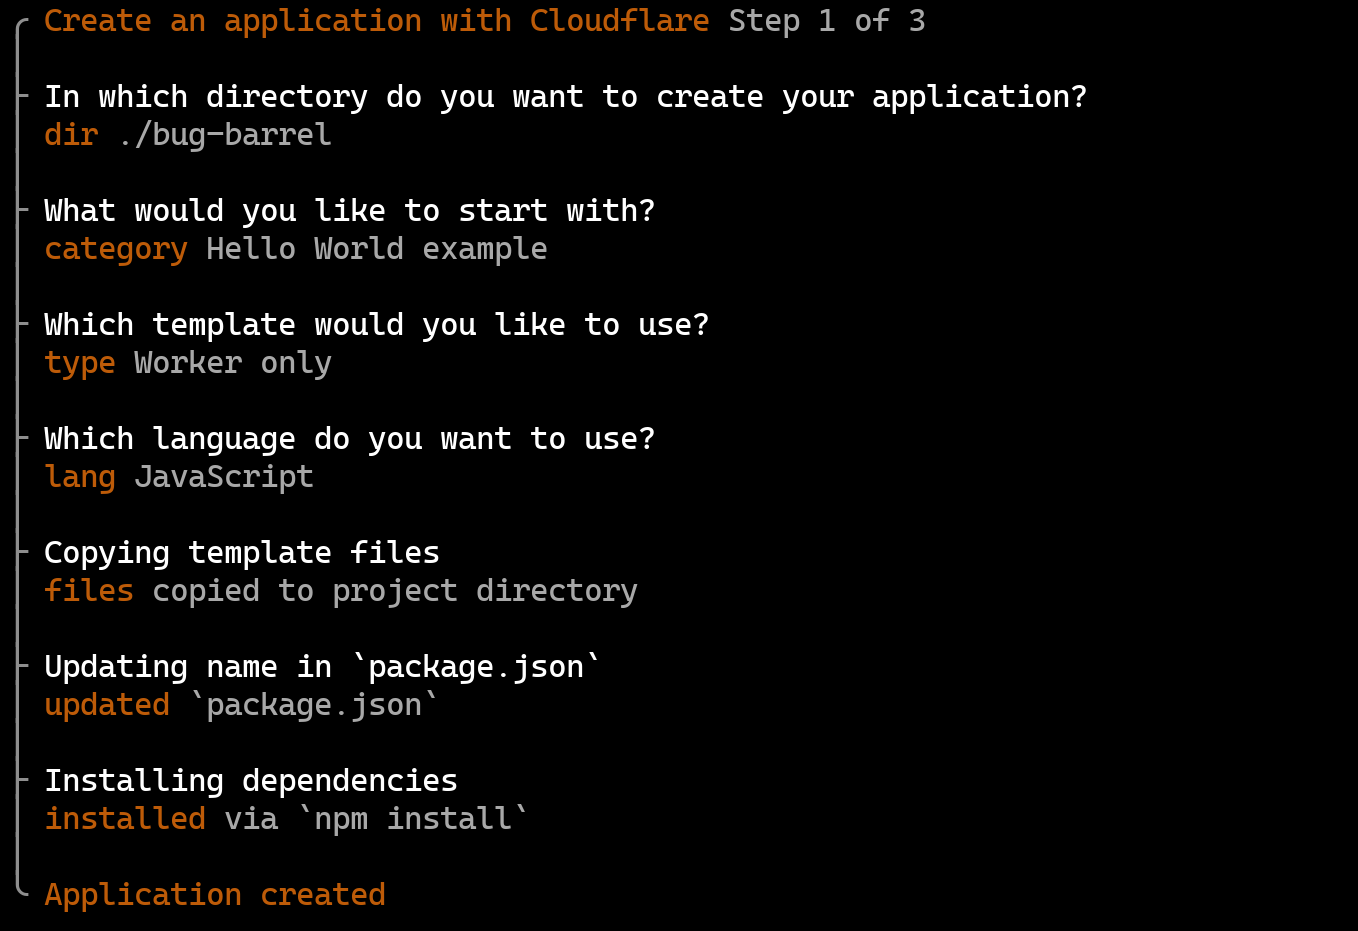 Create an application with Cloudflare Step 1 of 3
In which directory do you want to create your application?
dir ./bug-barrel
What would you like to start with?
category Hello World example
Which template would you like to use?
type Worker only
Which language do you want to use?
lang JavaScript
Copying template files
files copied to project directory
Updating name in `package.json`
updated `package.json`
Installing dependencies
installed via `npm install`
Application created